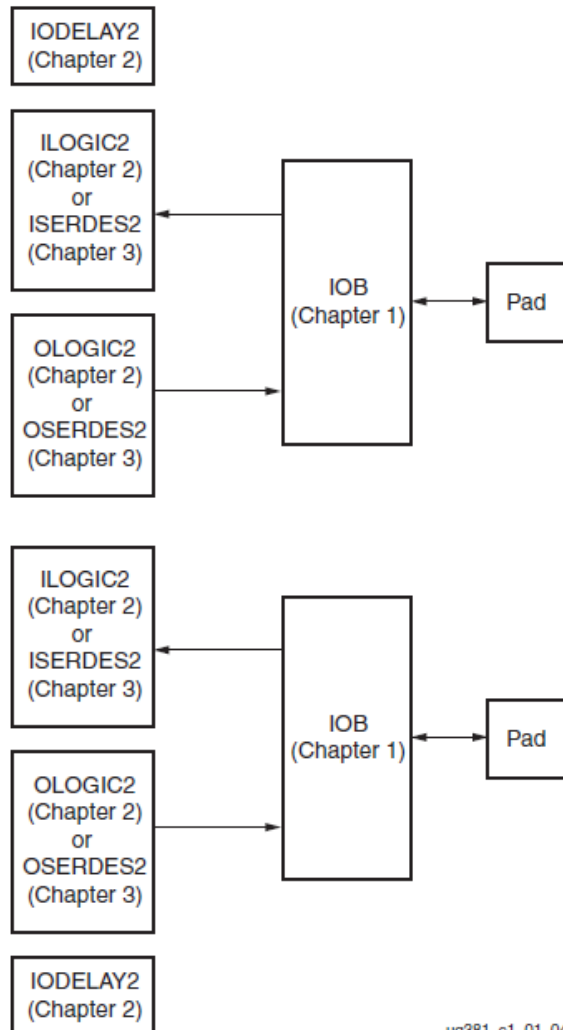 IODELAY2
(Chapter 2)
ILOGIC2
(Chapter 2)
or
ISERDES2
(Chapter 3)
IOB
(Chapter 1)
Pad
OLOGIC2
(Chapter 2)
or
OSERDES2
(Chapter 3)
ILOGIC2
(Chapter 2)
or
ISERDES2
(Chapter 3)
IOB
(Chapter 1)
Pad
OLOGIC2
(Chapter 2)
or
OSERDES2
(Chapter 3)
IODELAY2
(Chapter 2)